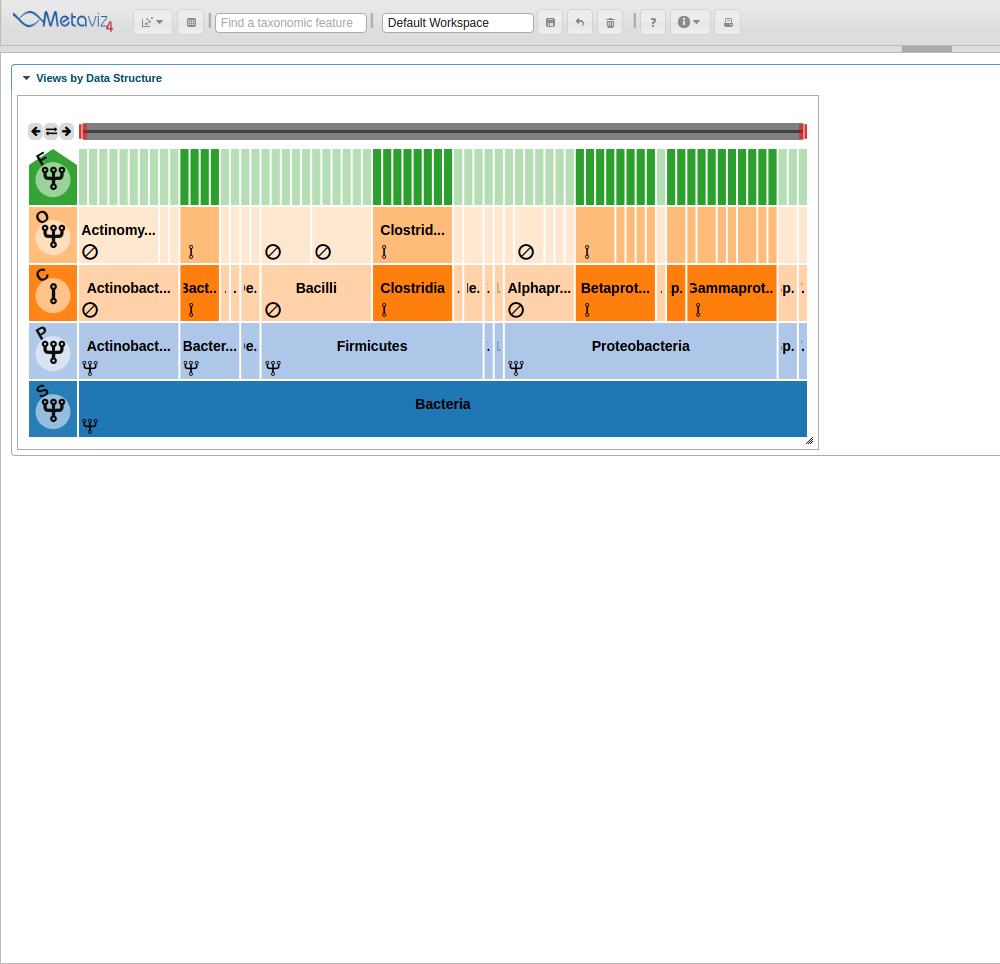 Metaviz 4
Find a taxonomic feature
Default Workspace
?
Views by Data Structure
F
O
Actinomy...
Clostrid...
C
Actinobact...
Bact..
Bacilli
Clostridia
Alphapr...
Betaprot...
Gammaprot..
P
Actinobact...
Bacter...
Firmicutes
Proteobacteria
S
Bacteria